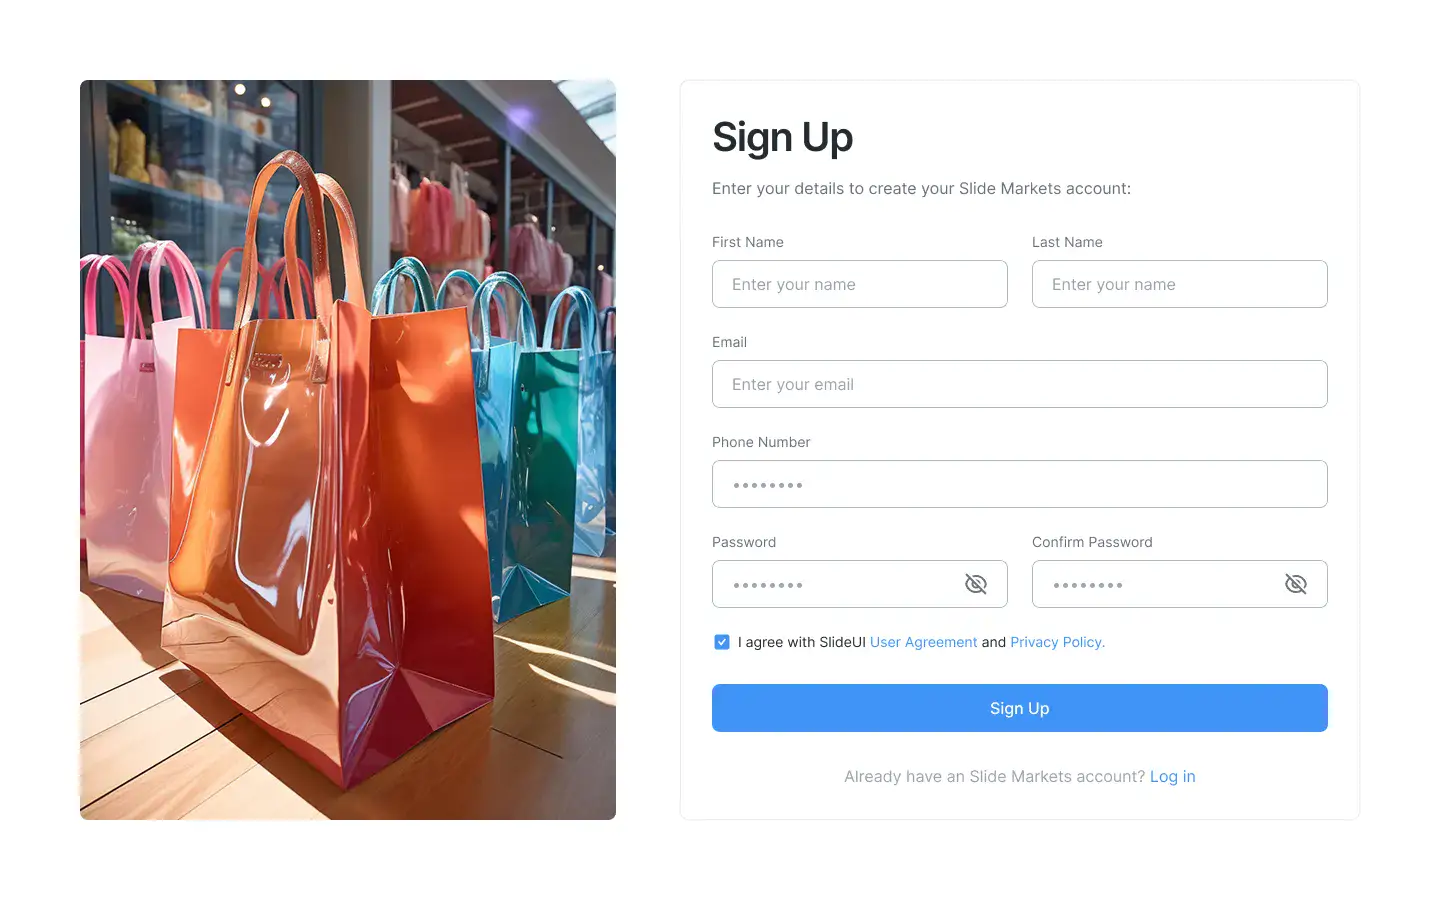 Sign Up
Enter your details to create your Slide Markets account:
First Name
Last Name
Enter your name
Enter your name
Email
Enter your email
Phone Number
••••••••
Password
Confirm Password
••••••••
••••••••
I agree with SlideUI User Agreement and Privacy Policy.
Sign Up
Already have an Slide Markets account? Log in